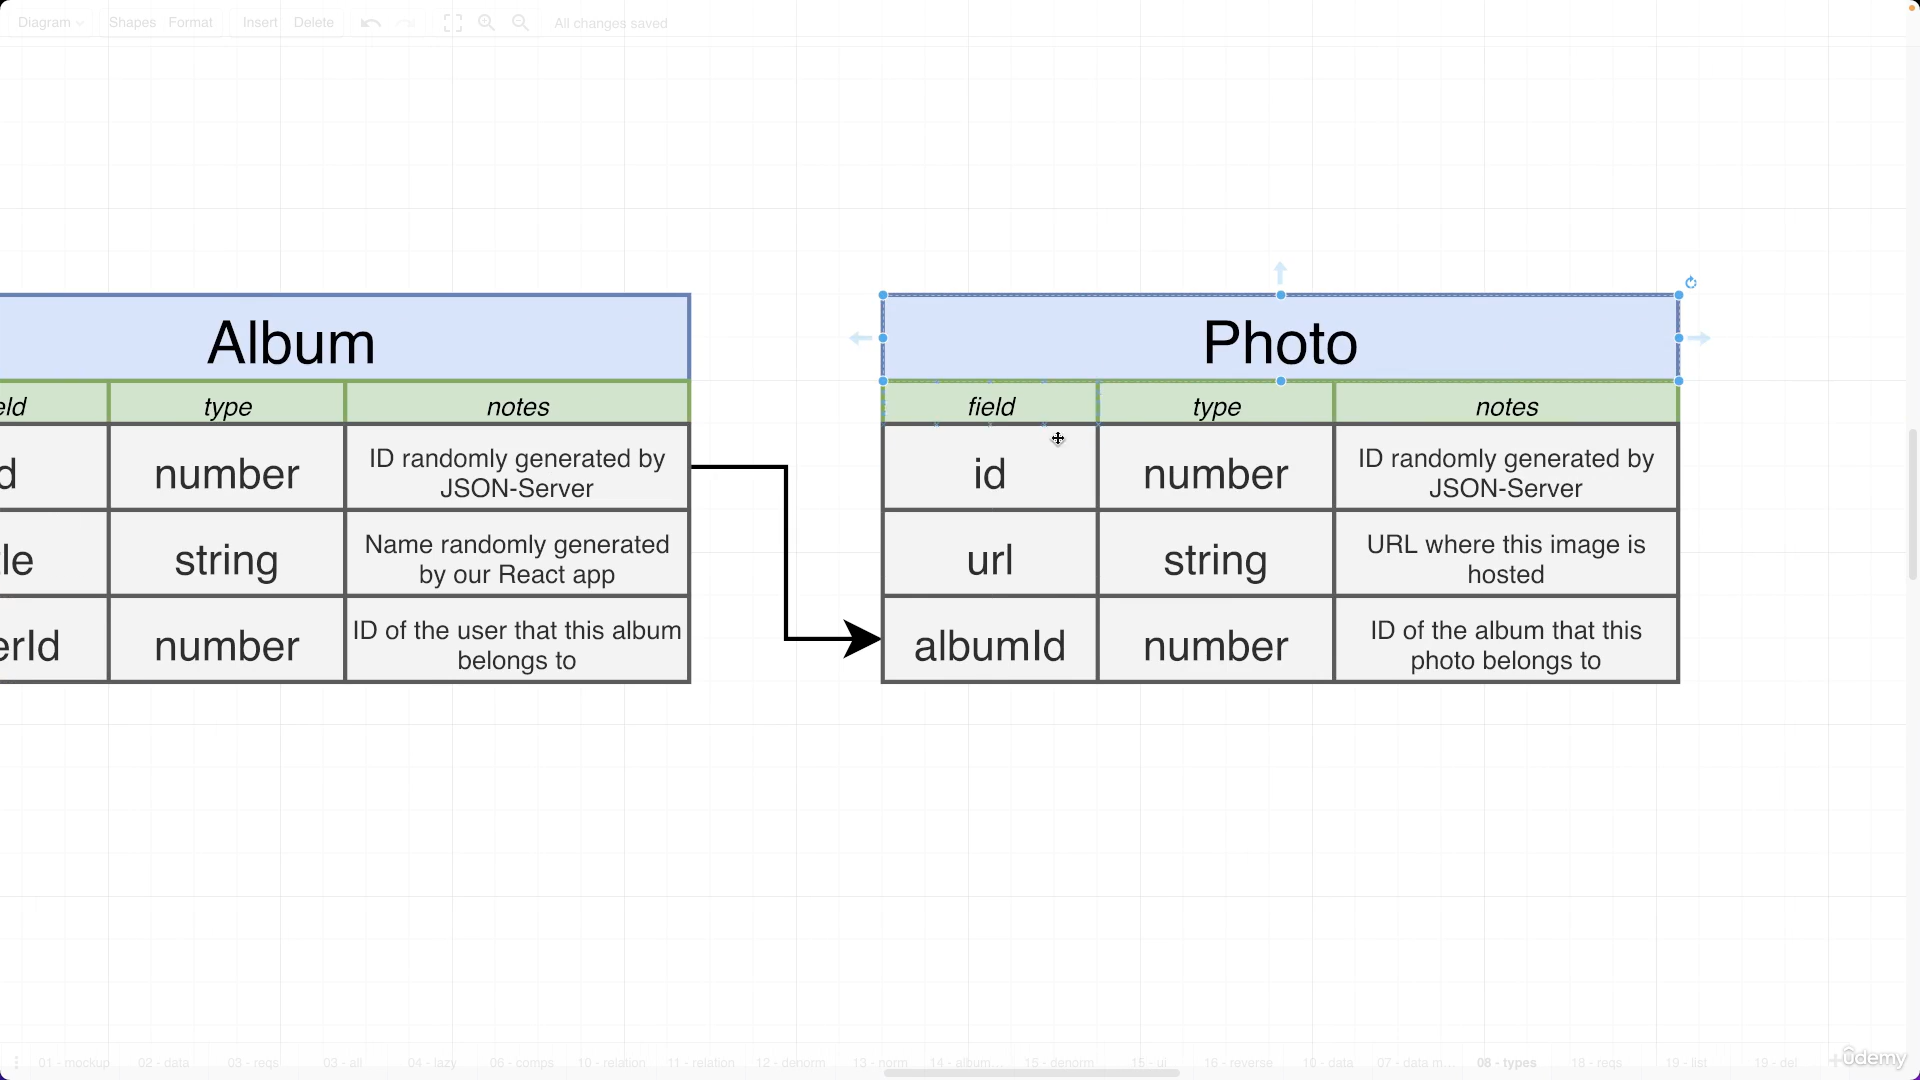 Diagram Shapes Format Insert Delete All changes saved
Album
eld type notes
d number ID randomly generated by
JSON-Server
le string Name randomly generated
by our React app
erId number ID of the user that this album
belongs to
Photo
field type notes
id number ID randomly generated by
JSON-Server
url string URL where this image is
hosted
albumId number ID of the album that this
photo belongs to
01 - mockup 02 - data 03 - reqs 03 - all 04 - lazy 06 - comps 10 - relation 11 - relation 12 - denorm 13 - norm 14 - album... 15 - denorm 15 - ui 16 - reverse 10 - data 07 - data m... 08 - types 18 - reqs 19 - list 19 - del
ûdemy